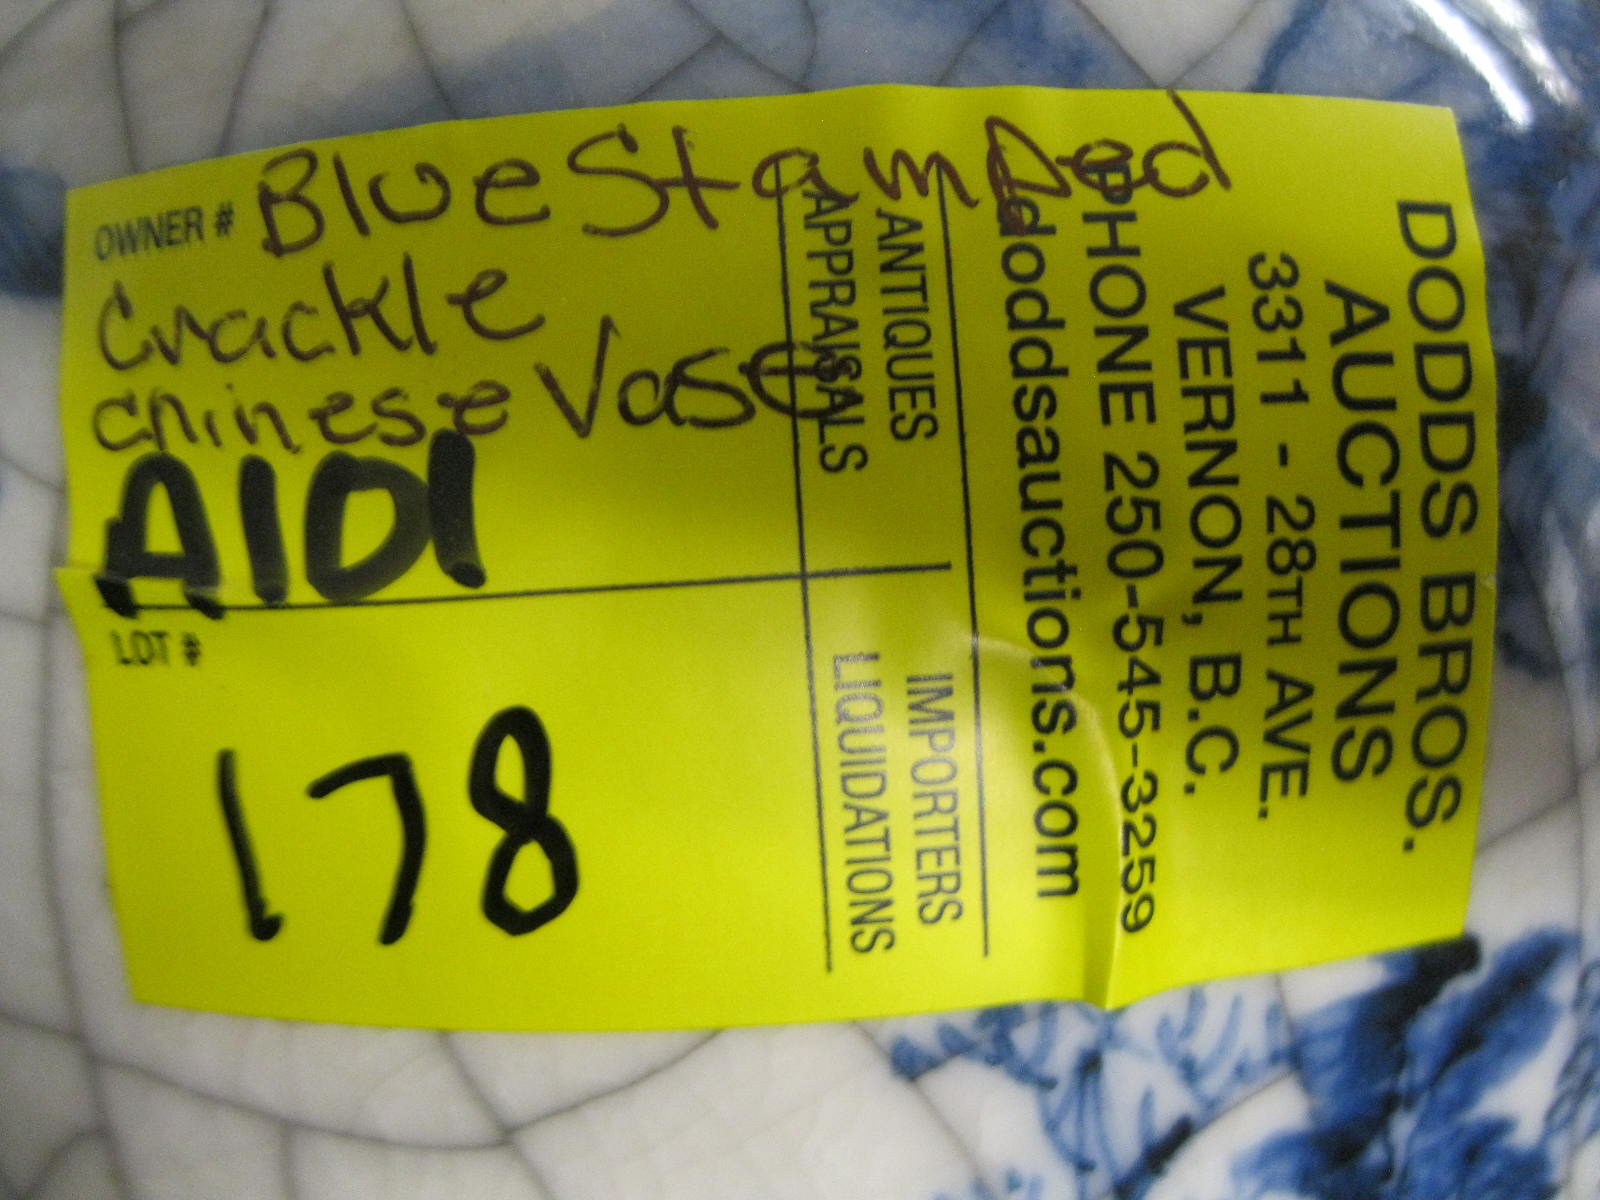 DODDS BROS.
AUCTIONS
3311 - 28TH AVE.
VERNON, B.C.
PHONE 250-545-3259
doddsauctions.com
ANTIQUES
APPRAISALS
IMPORTERS
LIQUIDATIONS
OWNER # Blue Stamped
Crackle
Chinese Vase
A101
LOT #
178